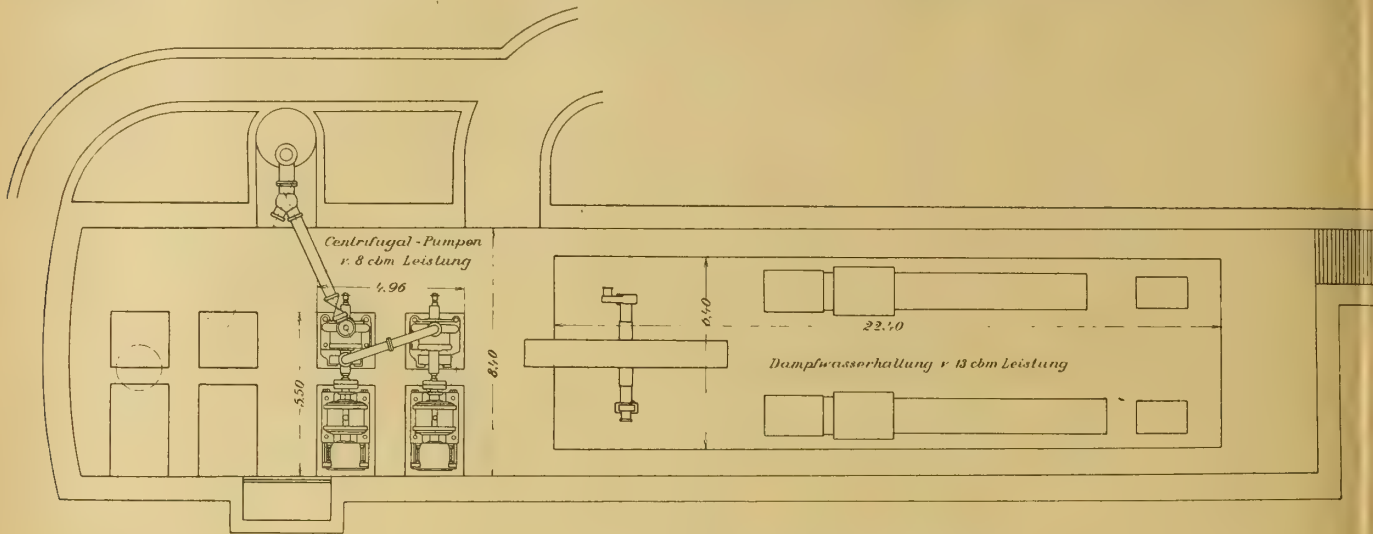 Centrifugal-Pumpen
v. 8 cbm Leistung
4.96
5,50
8.40
6,40
22.40
Dampfwasserhaltung v 13 cbm Leistung